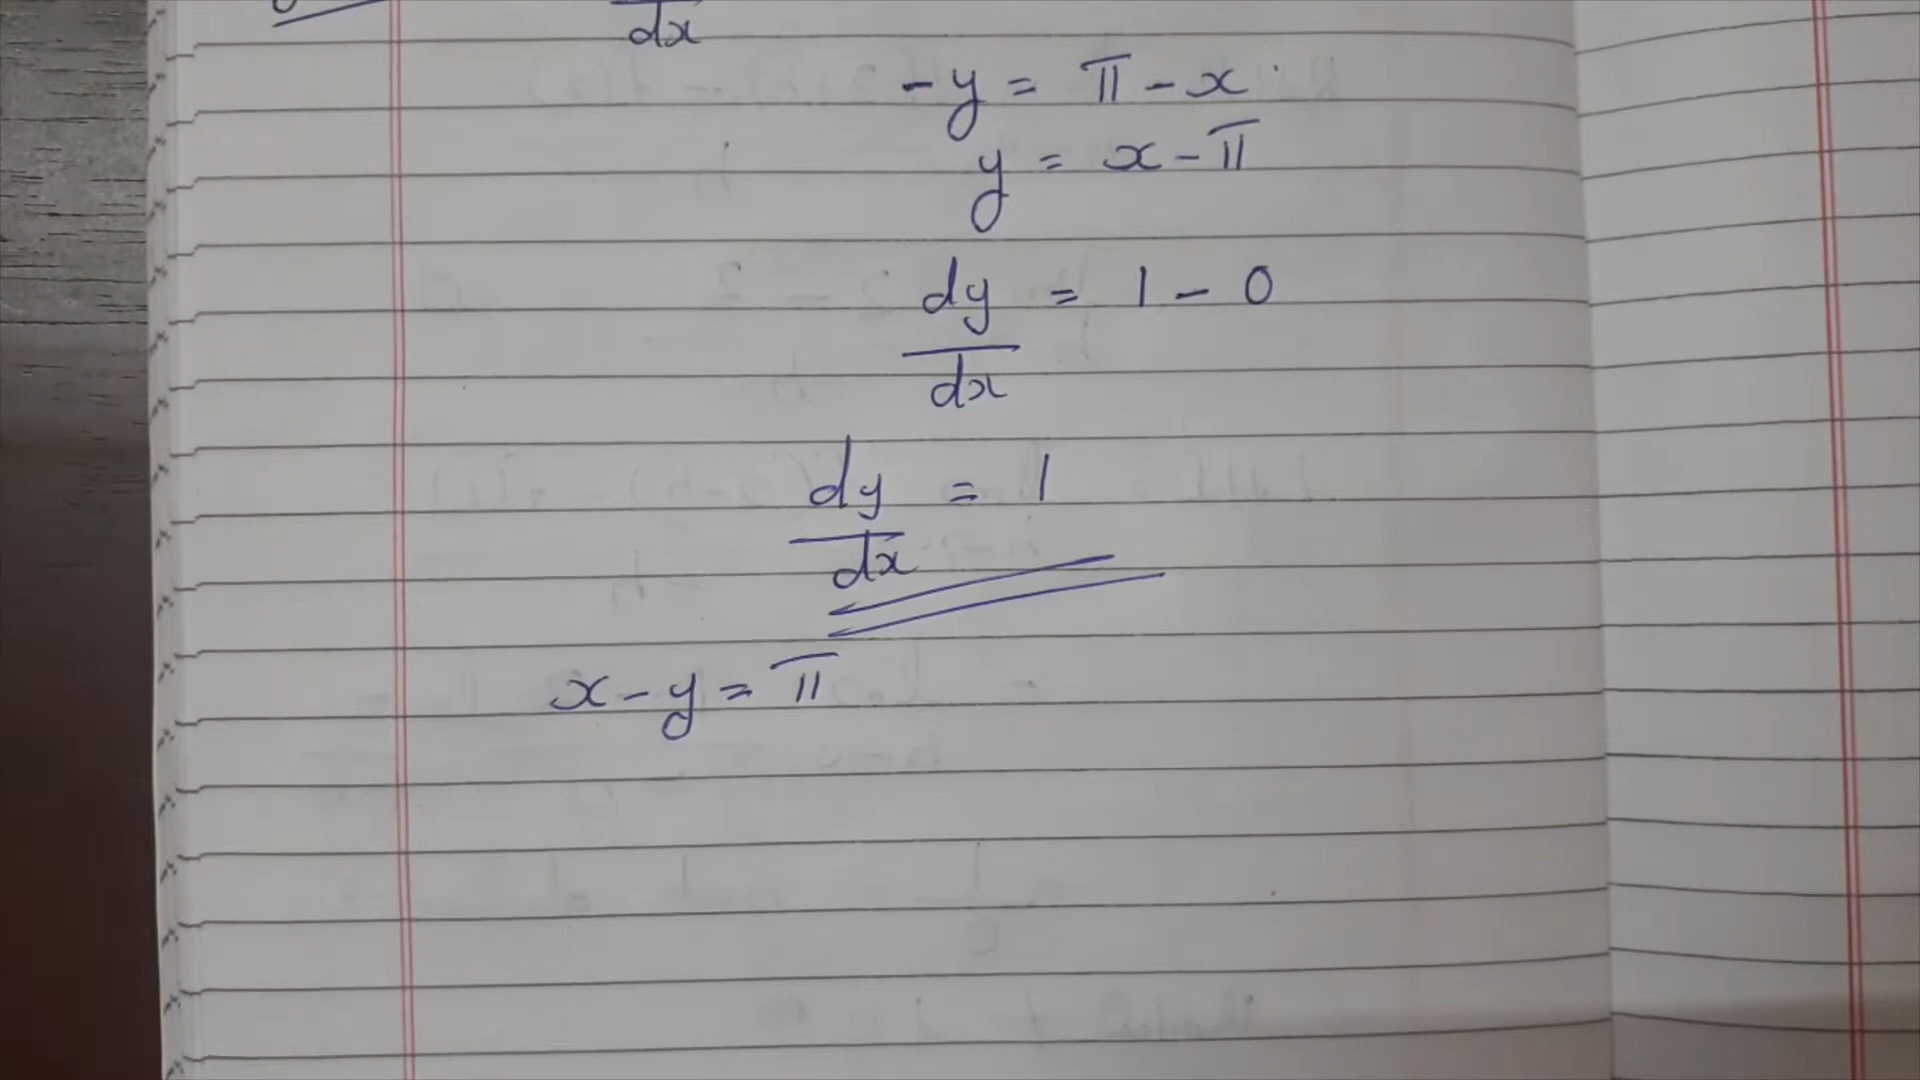 dx
-y = π - x
y = x - π
dy = 1 - 0
dx
dy = 1
dx
x - y = π